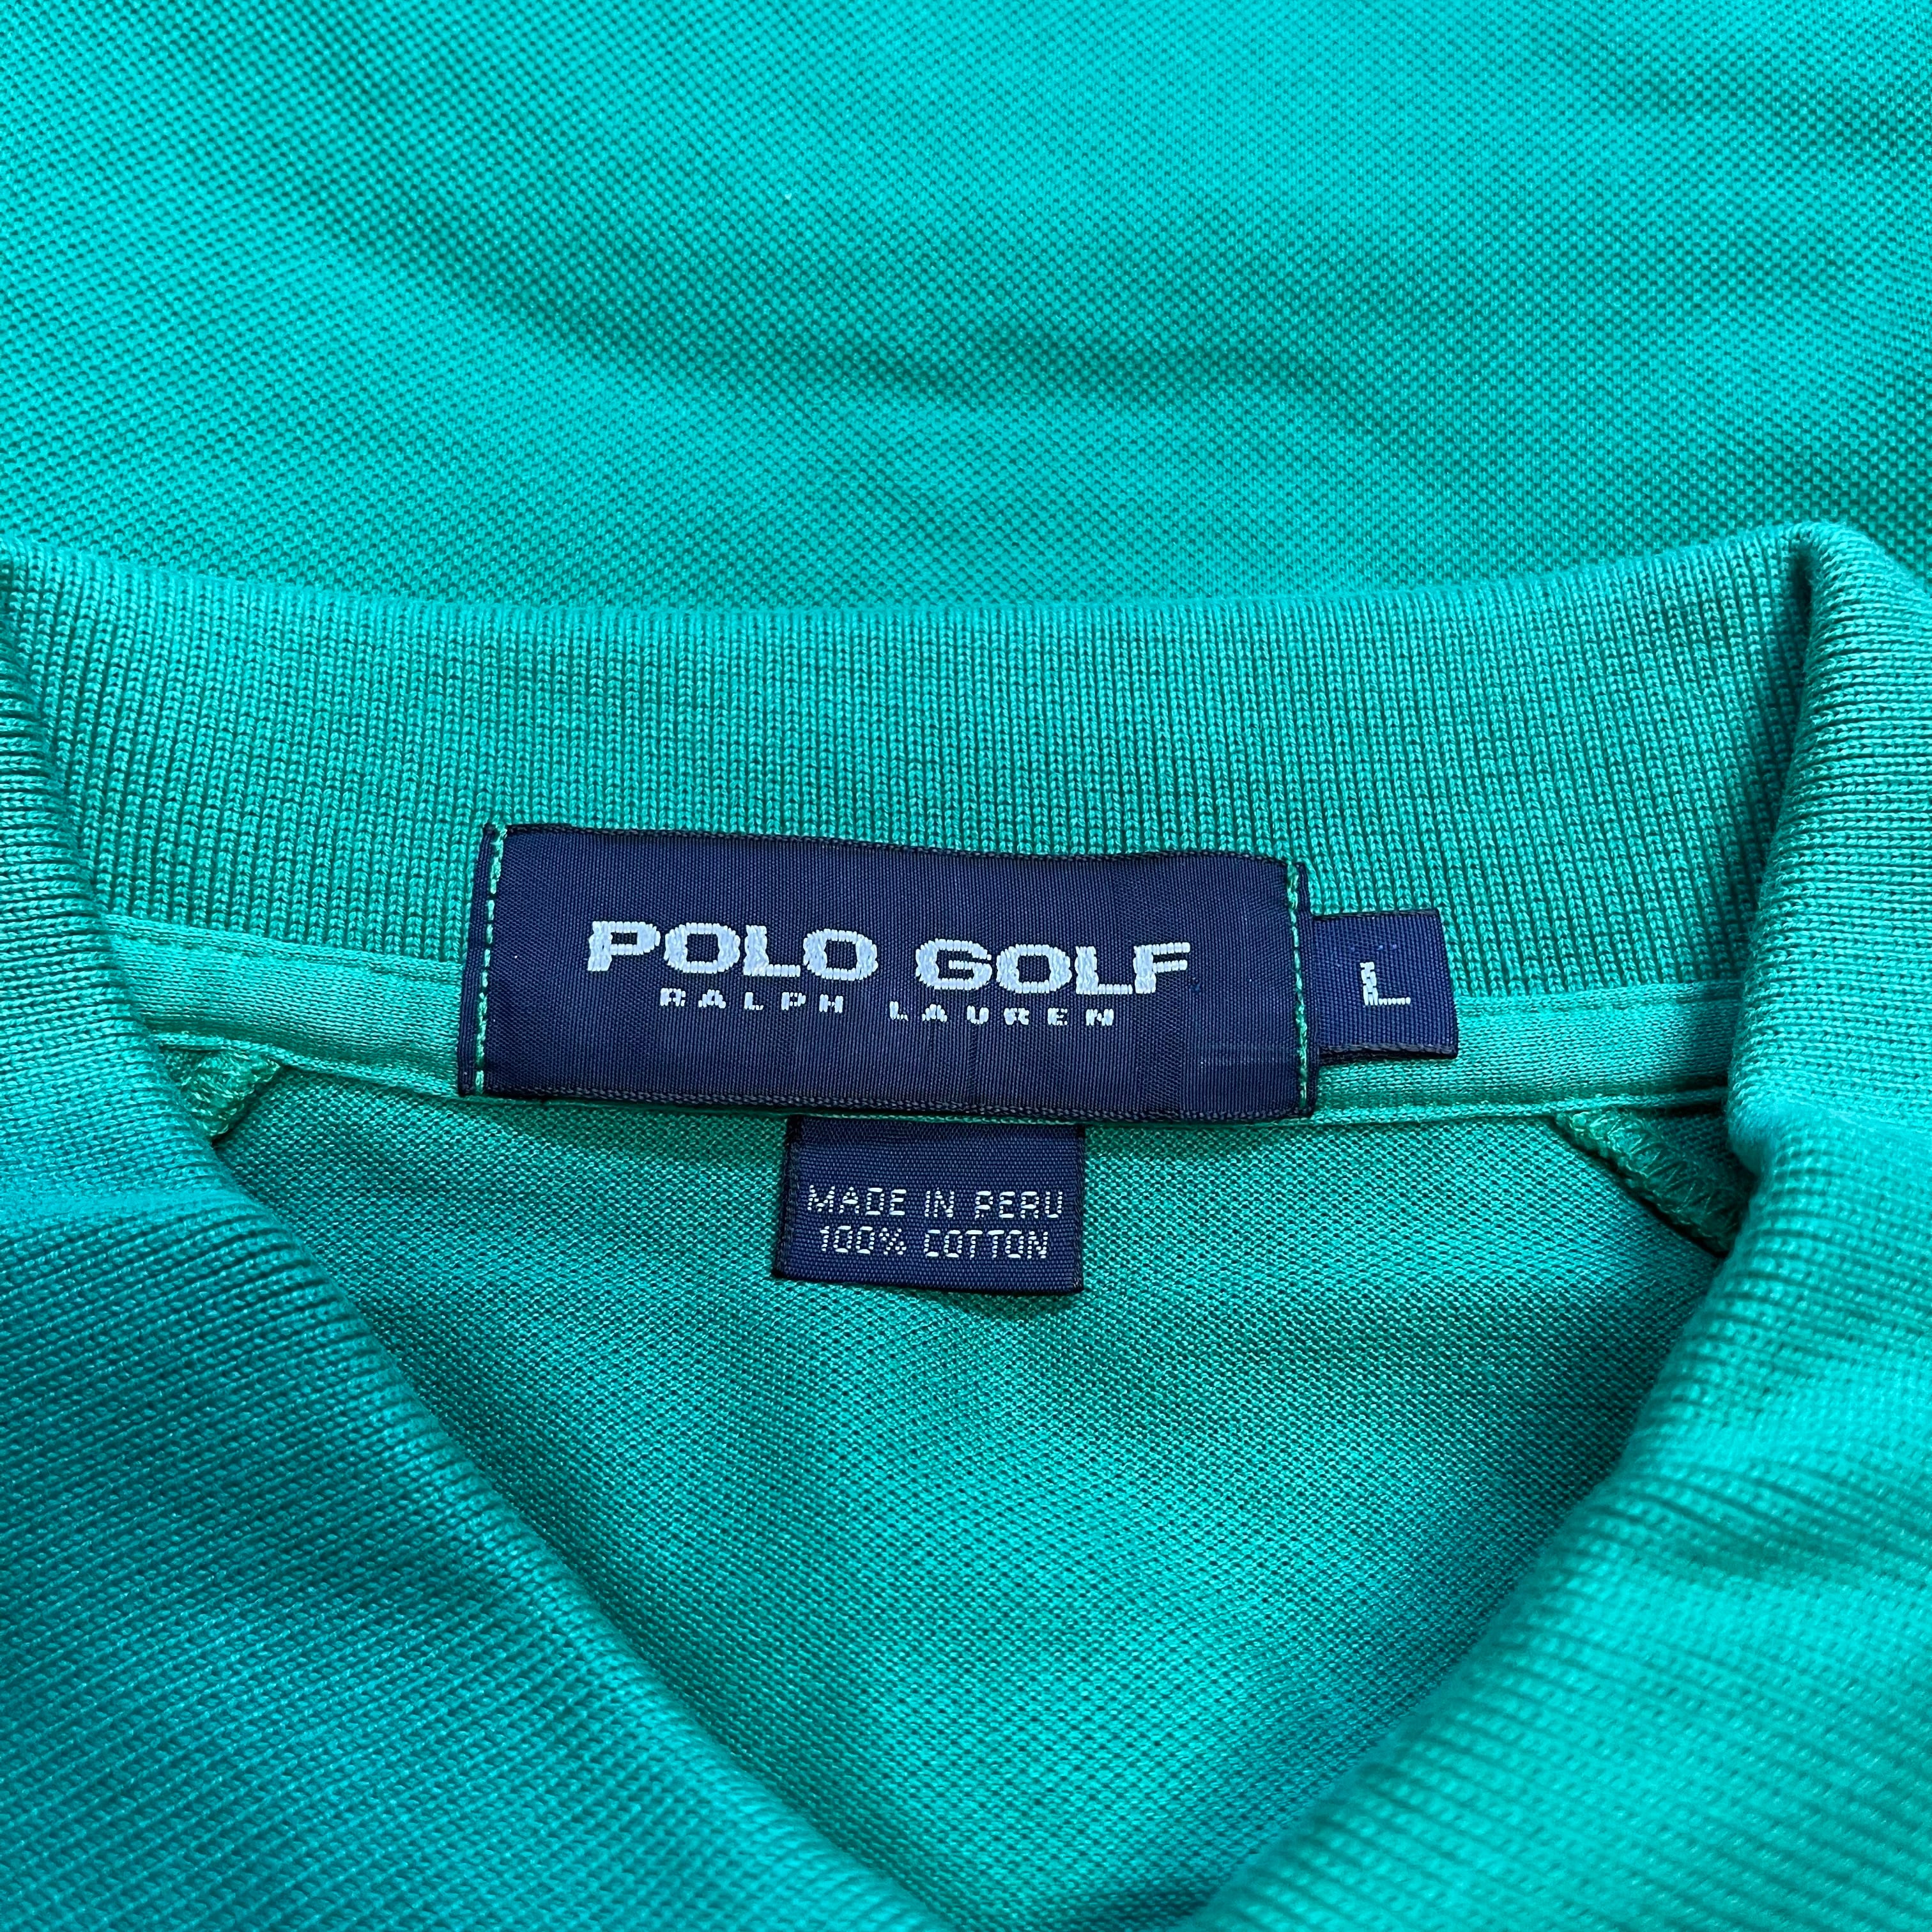 POLO GOLF
RALPH LAUREN
L
MADE IN PERU
100% COTTON